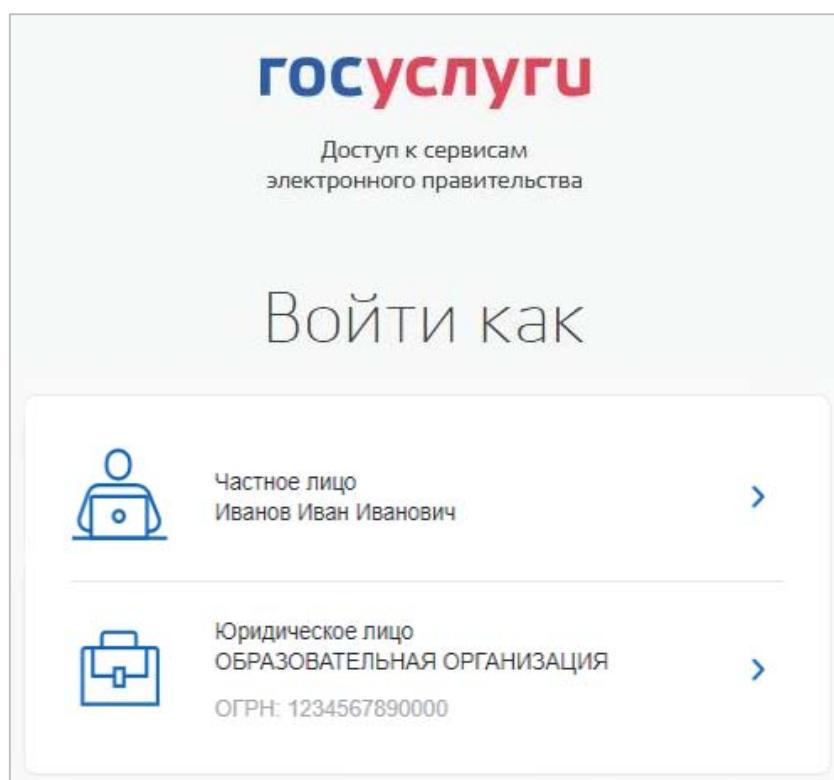 госуслуги
Доступ к сервисам
электронного правительства
Войти как
Частное лицо
Иванов Иван Иванович
Юридическое лицо
ОБРАЗОВАТЕЛЬНАЯ ОРГАНИЗАЦИЯ
ОГРН: 1234567890000